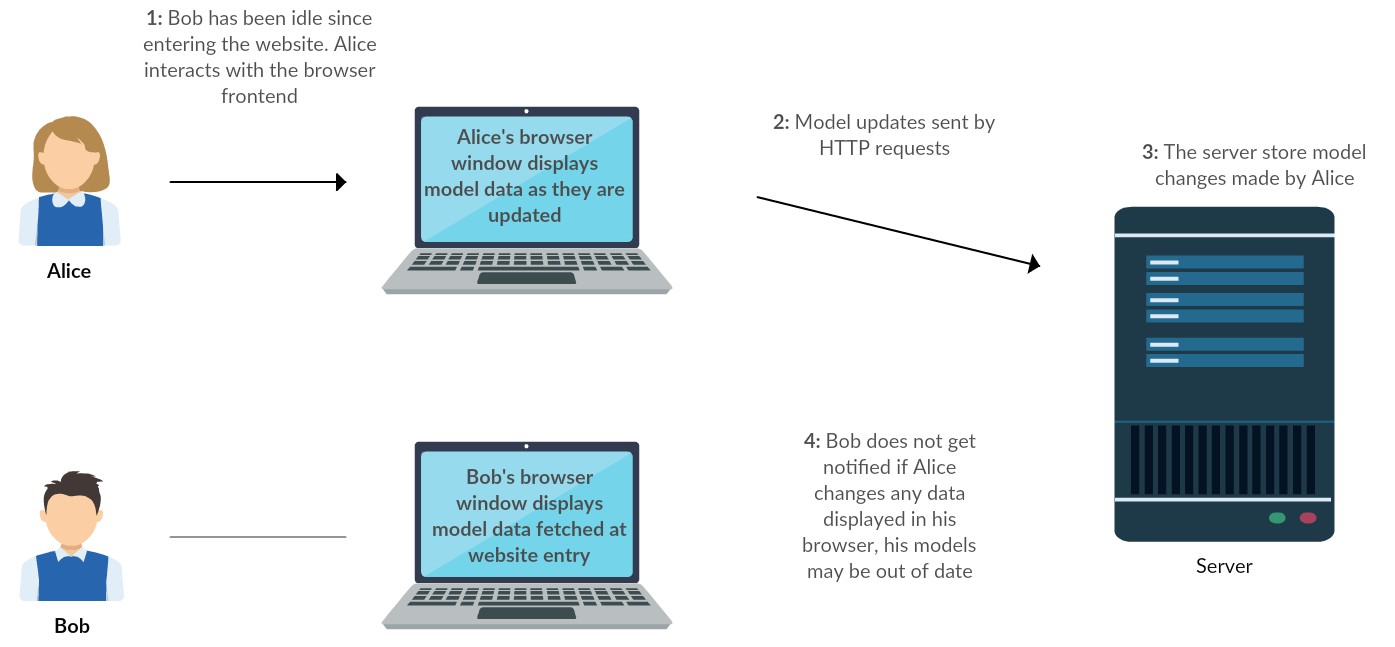 1: Bob has been idle since
entering the website. Alice
interacts with the browser
frontend
Alice's browser
window displays
model data as they are
updated
2: Model updates sent by
HTTP requests
3: The server store model
changes made by Alice
Alice
Bob's browser
window displays
model data fetched at
website entry
4: Bob does not get
notified if Alice
changes any data
displayed in his
browser, his models
may be out of date
Server
Bob